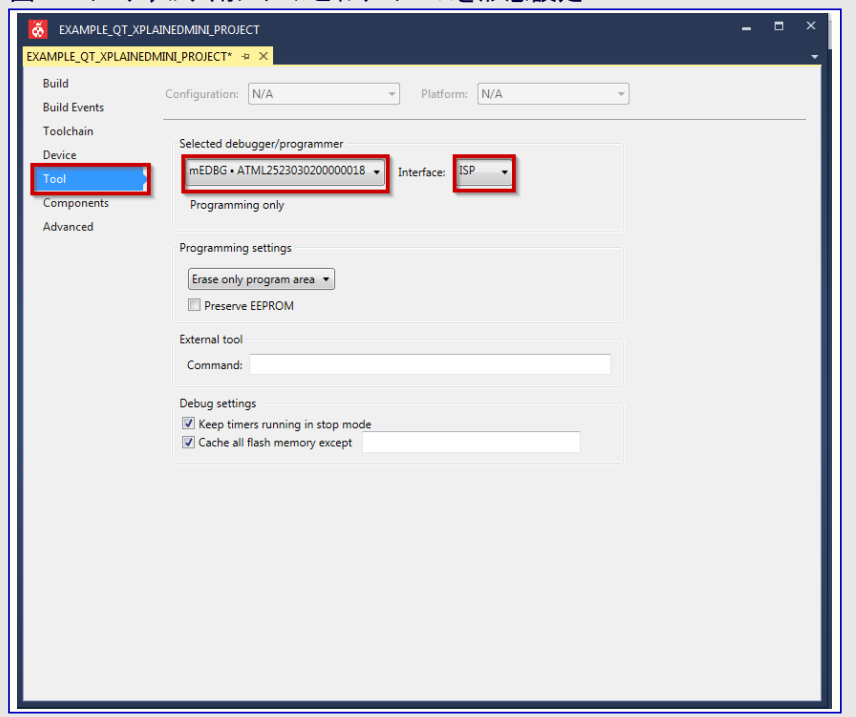 EXAMPLE_QT_XPLAINEDMINI_PROJECT
EXAMPLE_QT_XPLAINEDMINI_PROJECT*
Build
Configuration: N/A Platform: N/A
Build Events
Toolchain
Device
Selected debugger/programmer
Tool
mEDBG • ATML2523030200000018 Interface: ISP
Components
Programming only
Advanced
Programming settings
Erase only program area
Preserve EEPROM
External tool
Command:
Debug settings
Keep timers running in stop mode
Cache all flash memory except